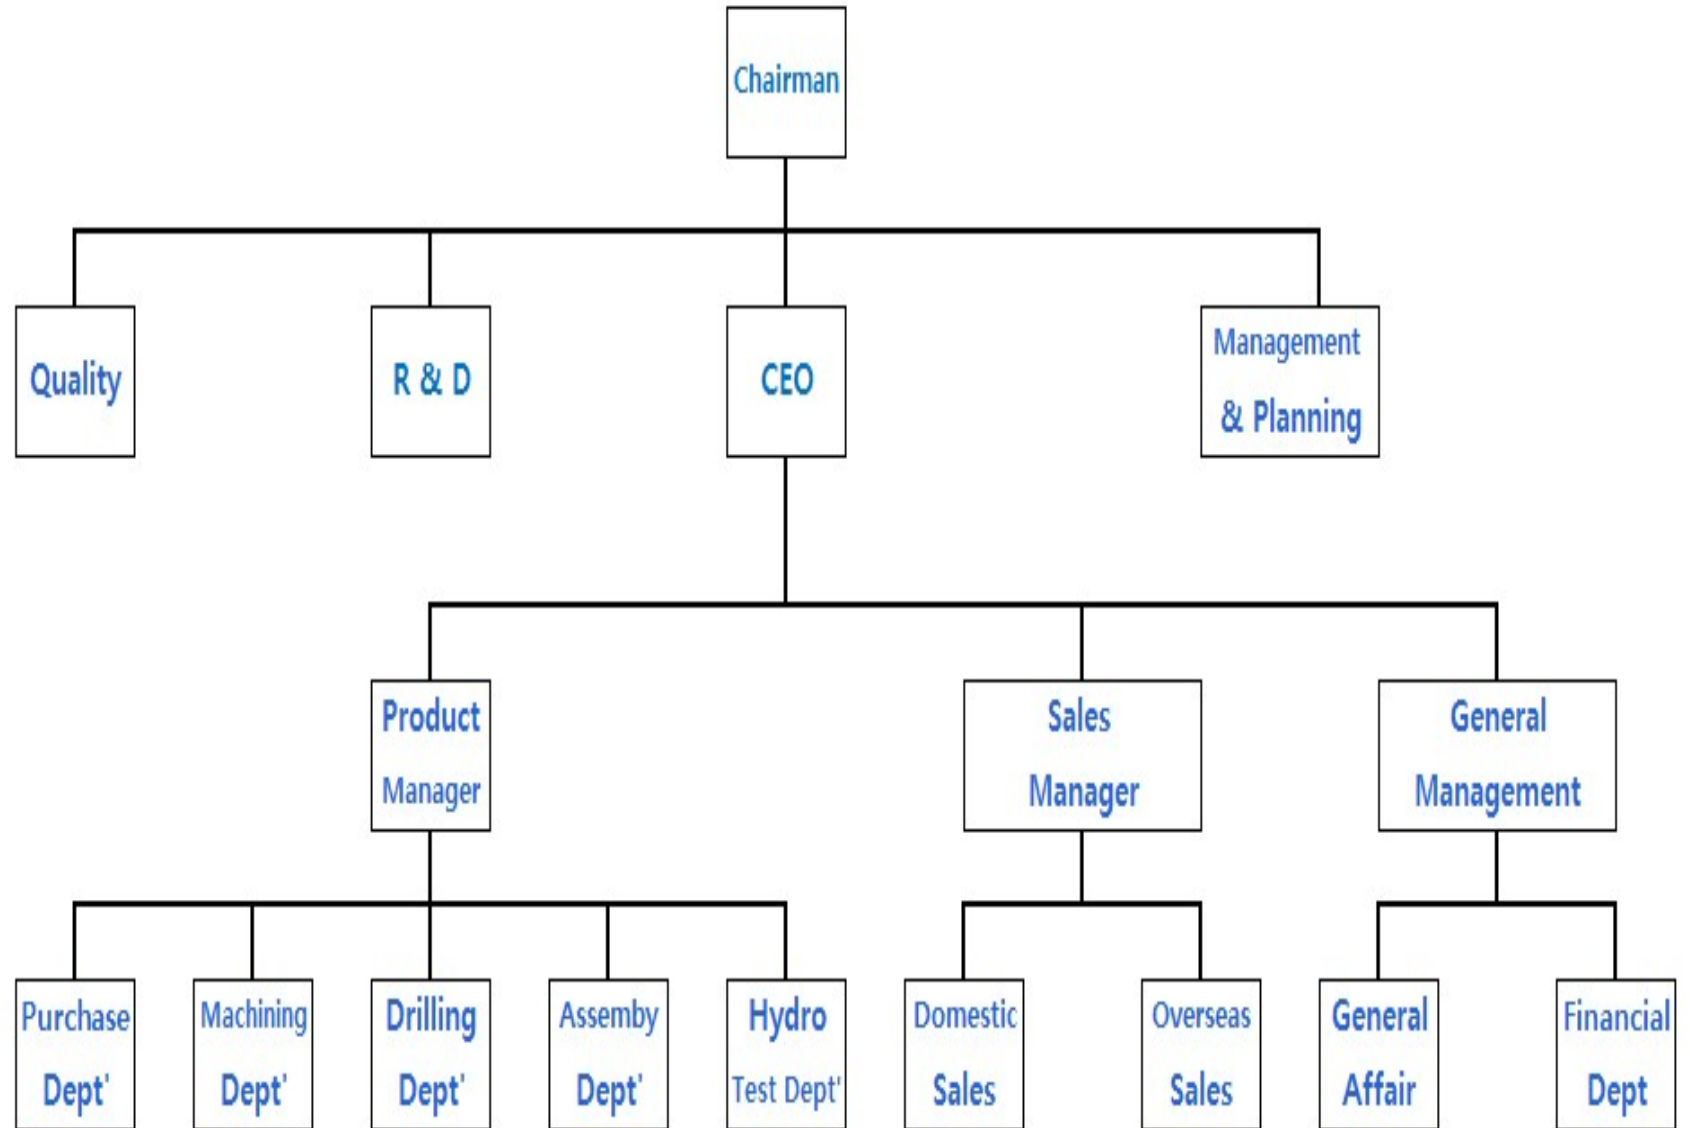 Chairman
Quality
R & D
CEO
Management
& Planning
Product
Manager
Sales
Manager
General
Management
Purchase
Dept'
Machining
Dept'
Drilling
Dept'
Assemby
Dept'
Hydro
Test Dept'
Domestic
Sales
Overseas
Sales
General
Affair
Financial
Dept